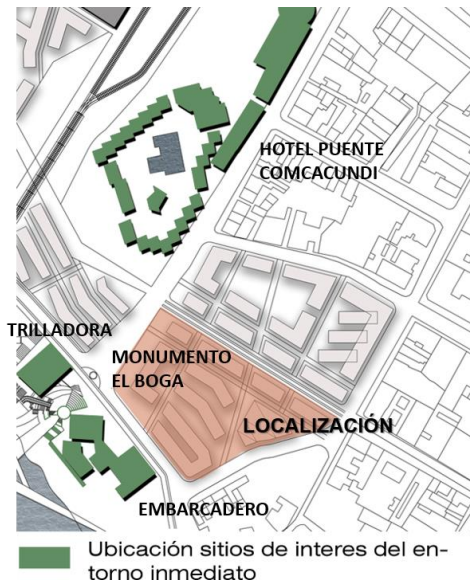 HOTEL PUENTE
COMCACUNDI
TRILLADORA
MONUMENTO
EL BOGA
LOCALIZACIÓN
EMBARCADERO
Ubicación sitios de interes del en-
torno inmediato